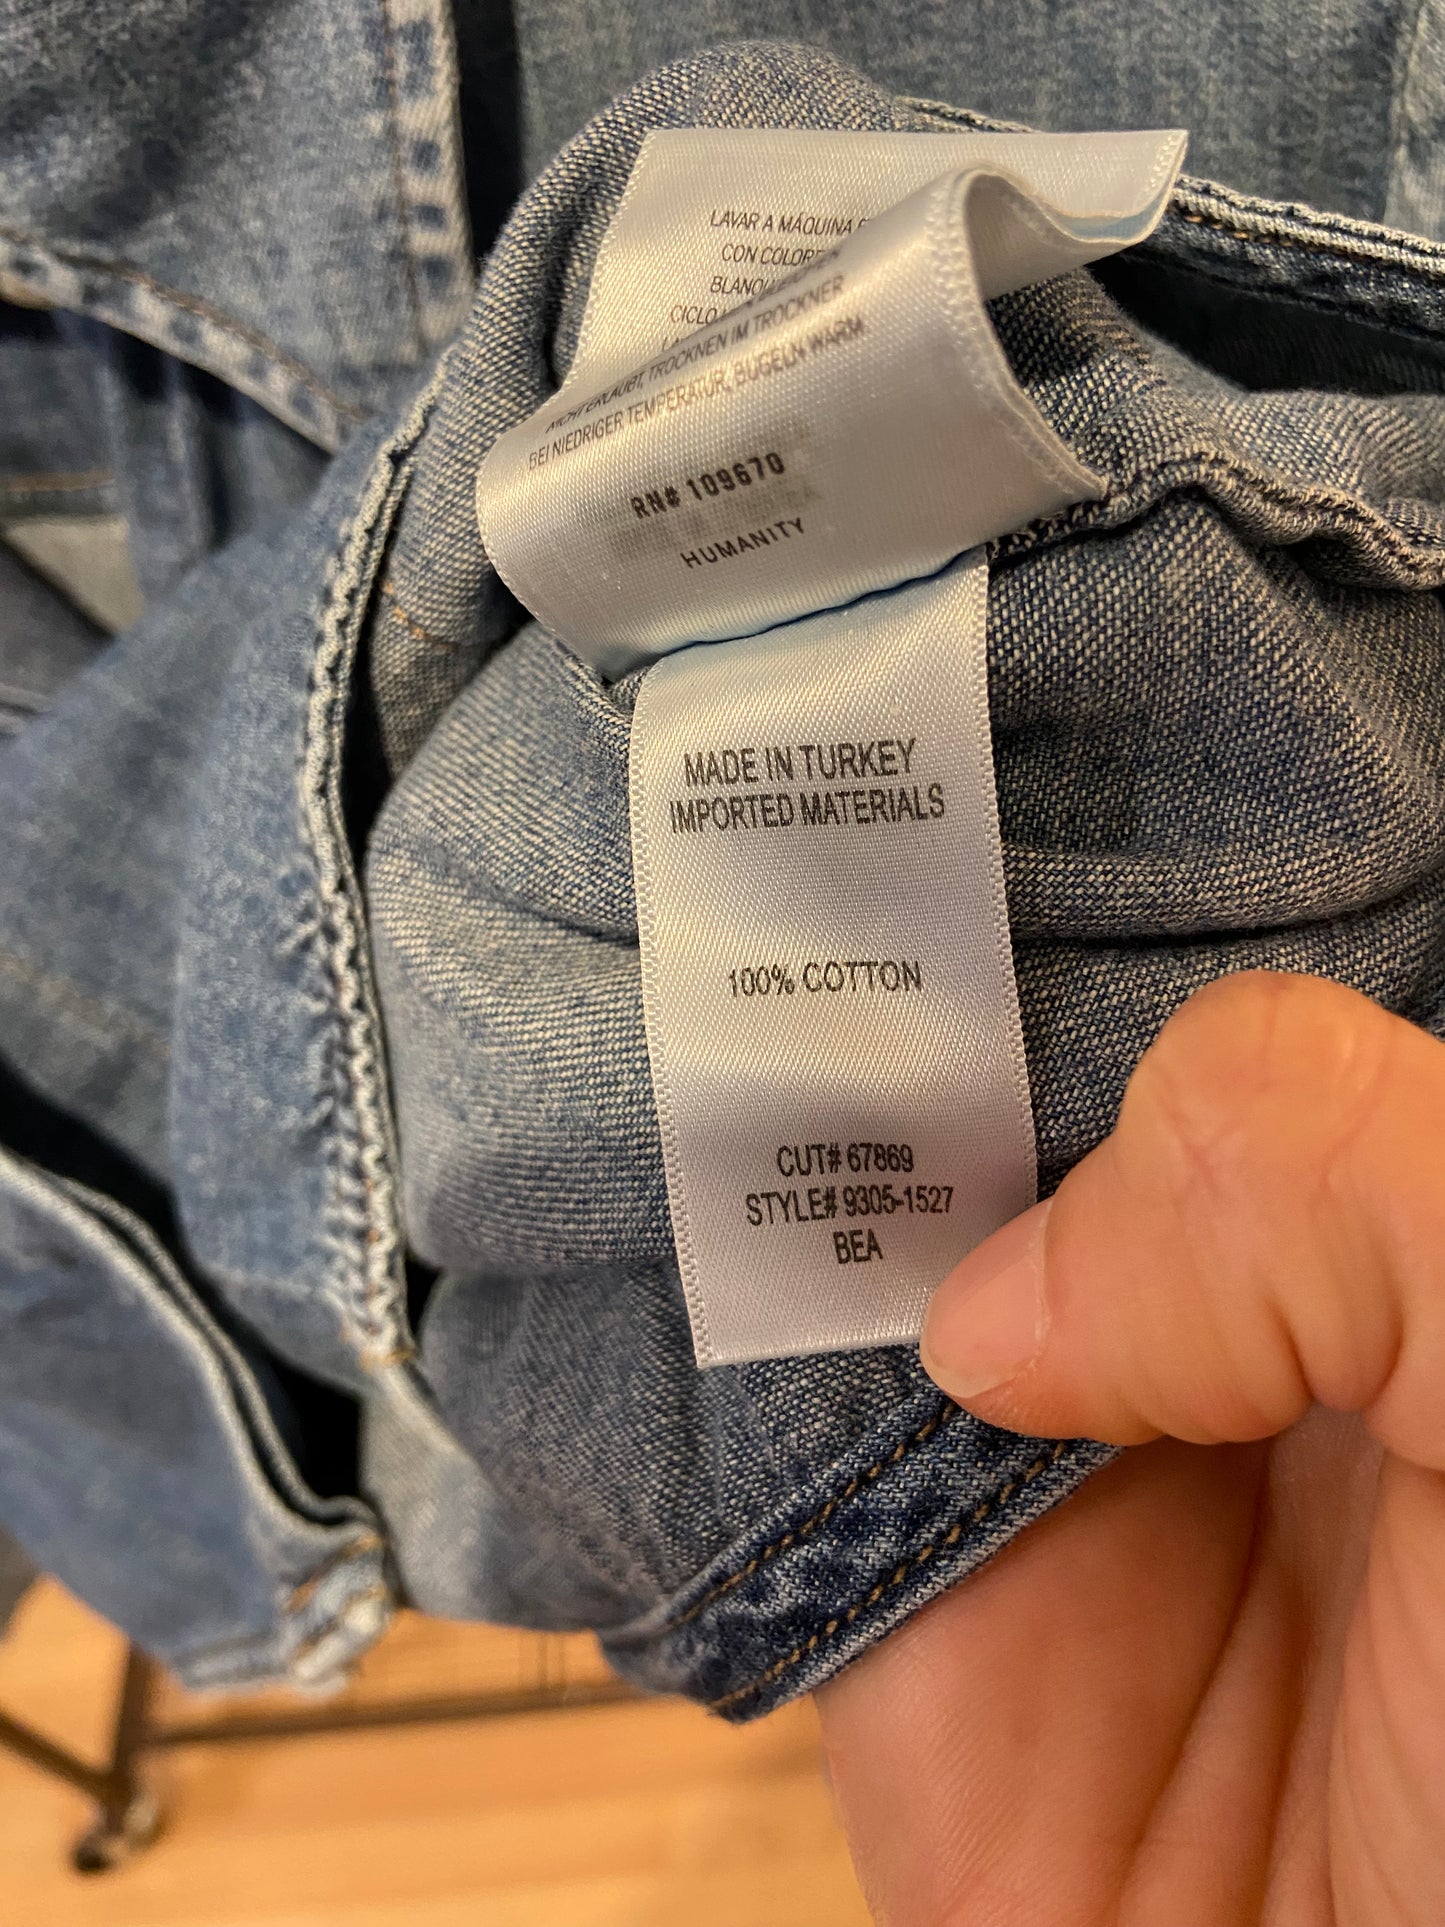 LAVAR A MÁQUINA
CON
CICLO
NICHT ERLAUBT, TROCKNEN IM TROCKNER
BEI NIEDRIGER TEMPERATUR, BÜGELN WARM.
RN# 109670
HUMANITY
MADE IN TURKEY
IMPORTED MATERIALS
100% COTTON
CUT# 67869
STYLE# 9305-1527
BEA